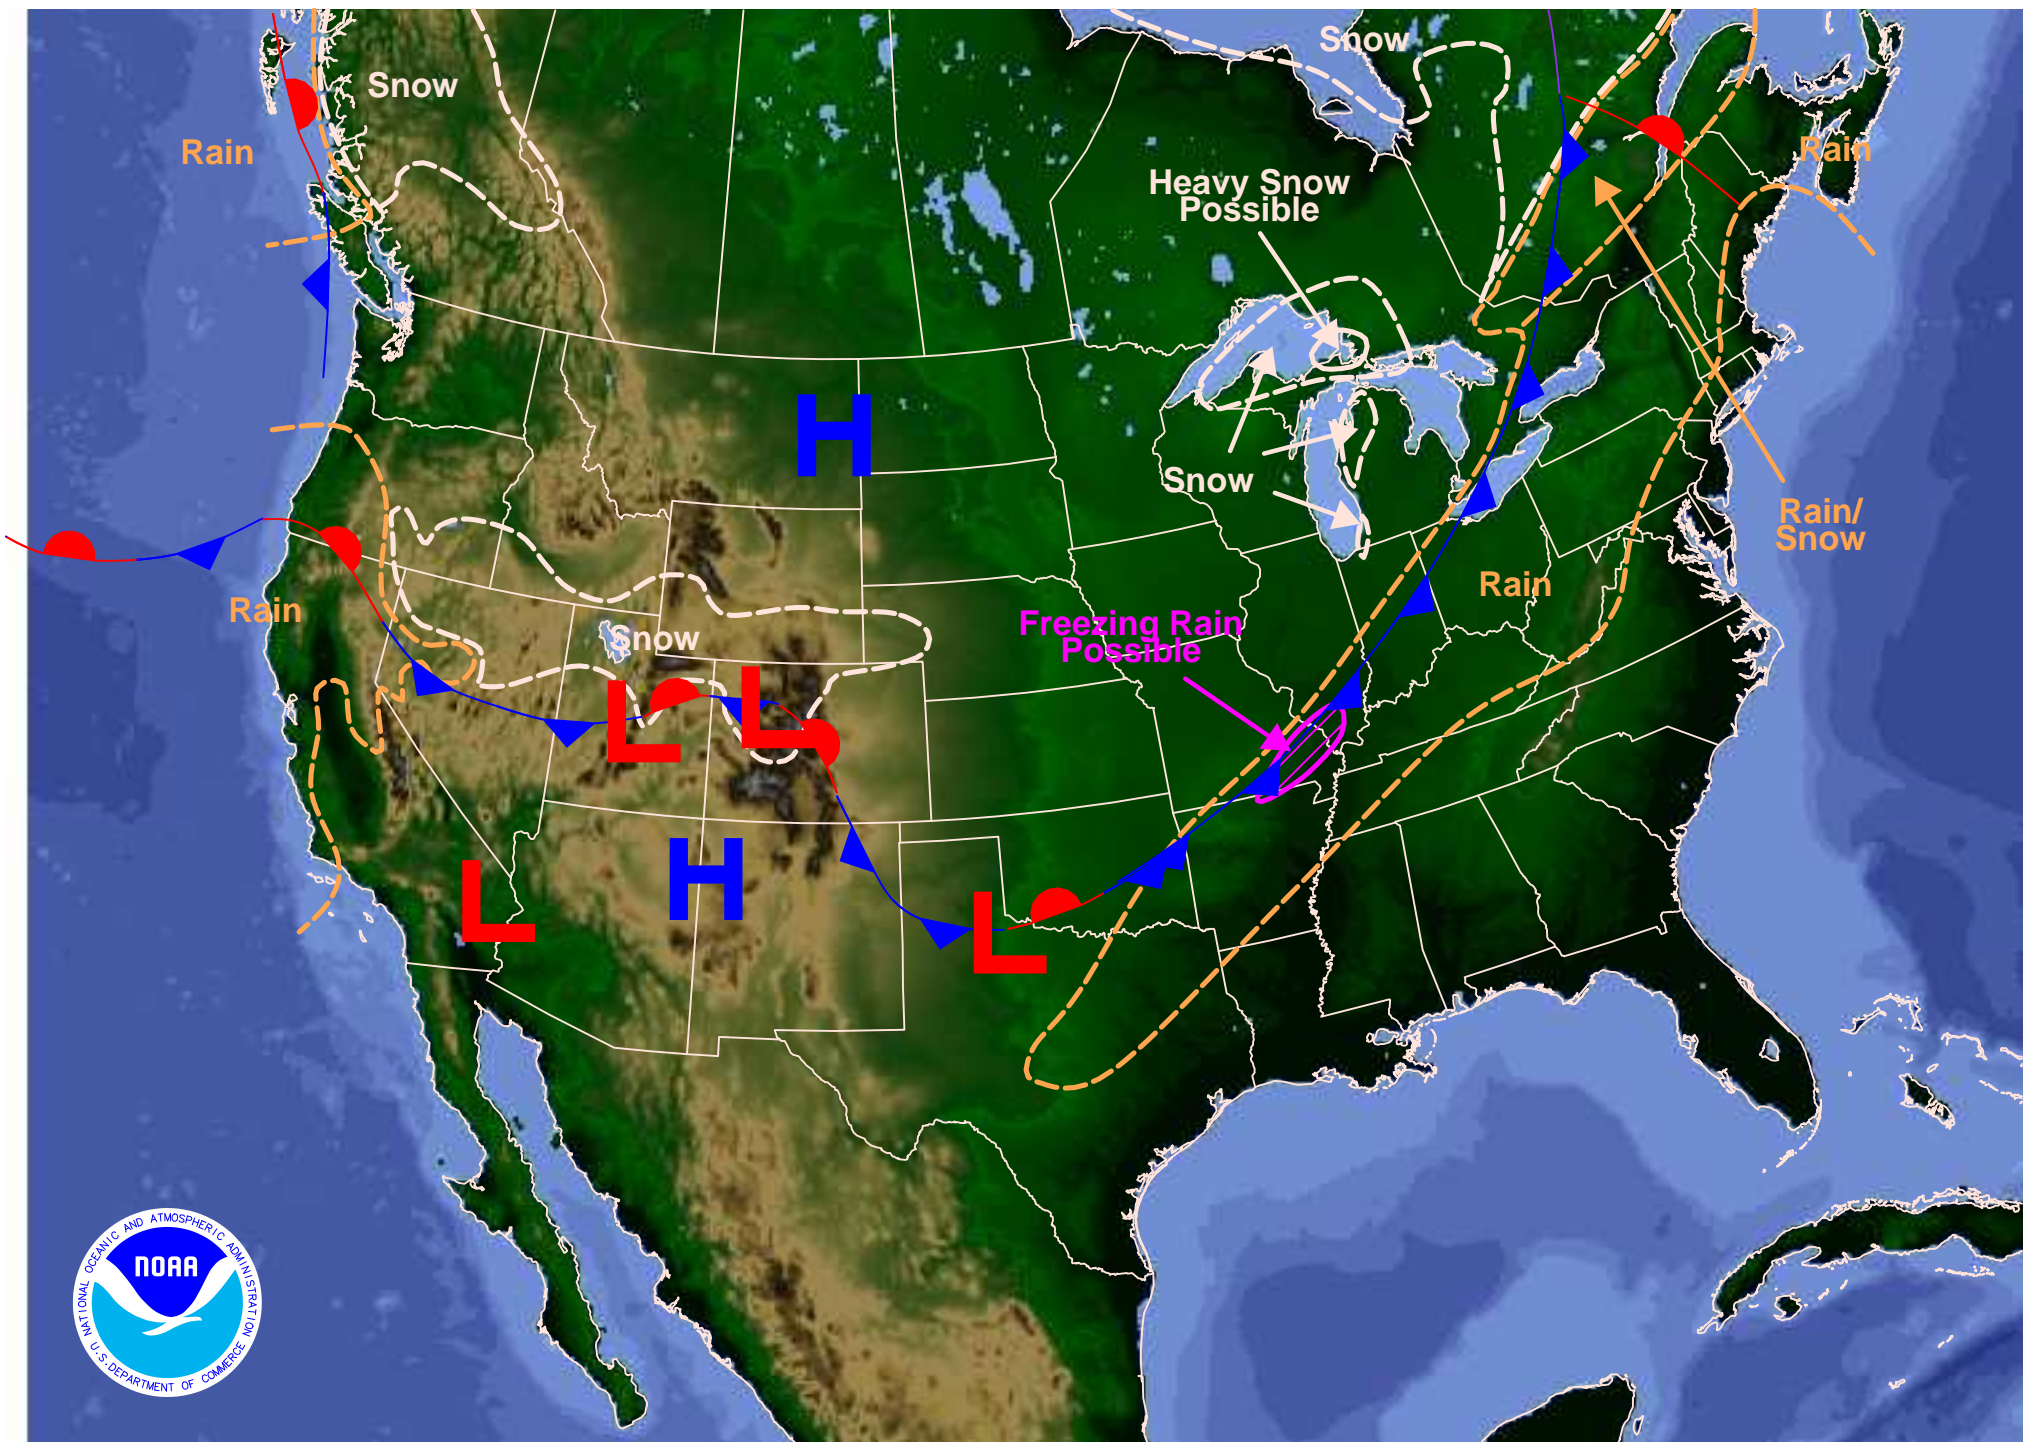 Snow
Snow
Rain
Rain
Heavy Snow
Possible
Snow
Rain/
Snow
H
Rain
Rain
Freezing Rain
Possible
Snow
L
L
H
L
L
NATIONAL OCEANIC AND ATMOSPHERIC ADMINISTRATION
NOAA
U.S. DEPARTMENT OF COMMERCE